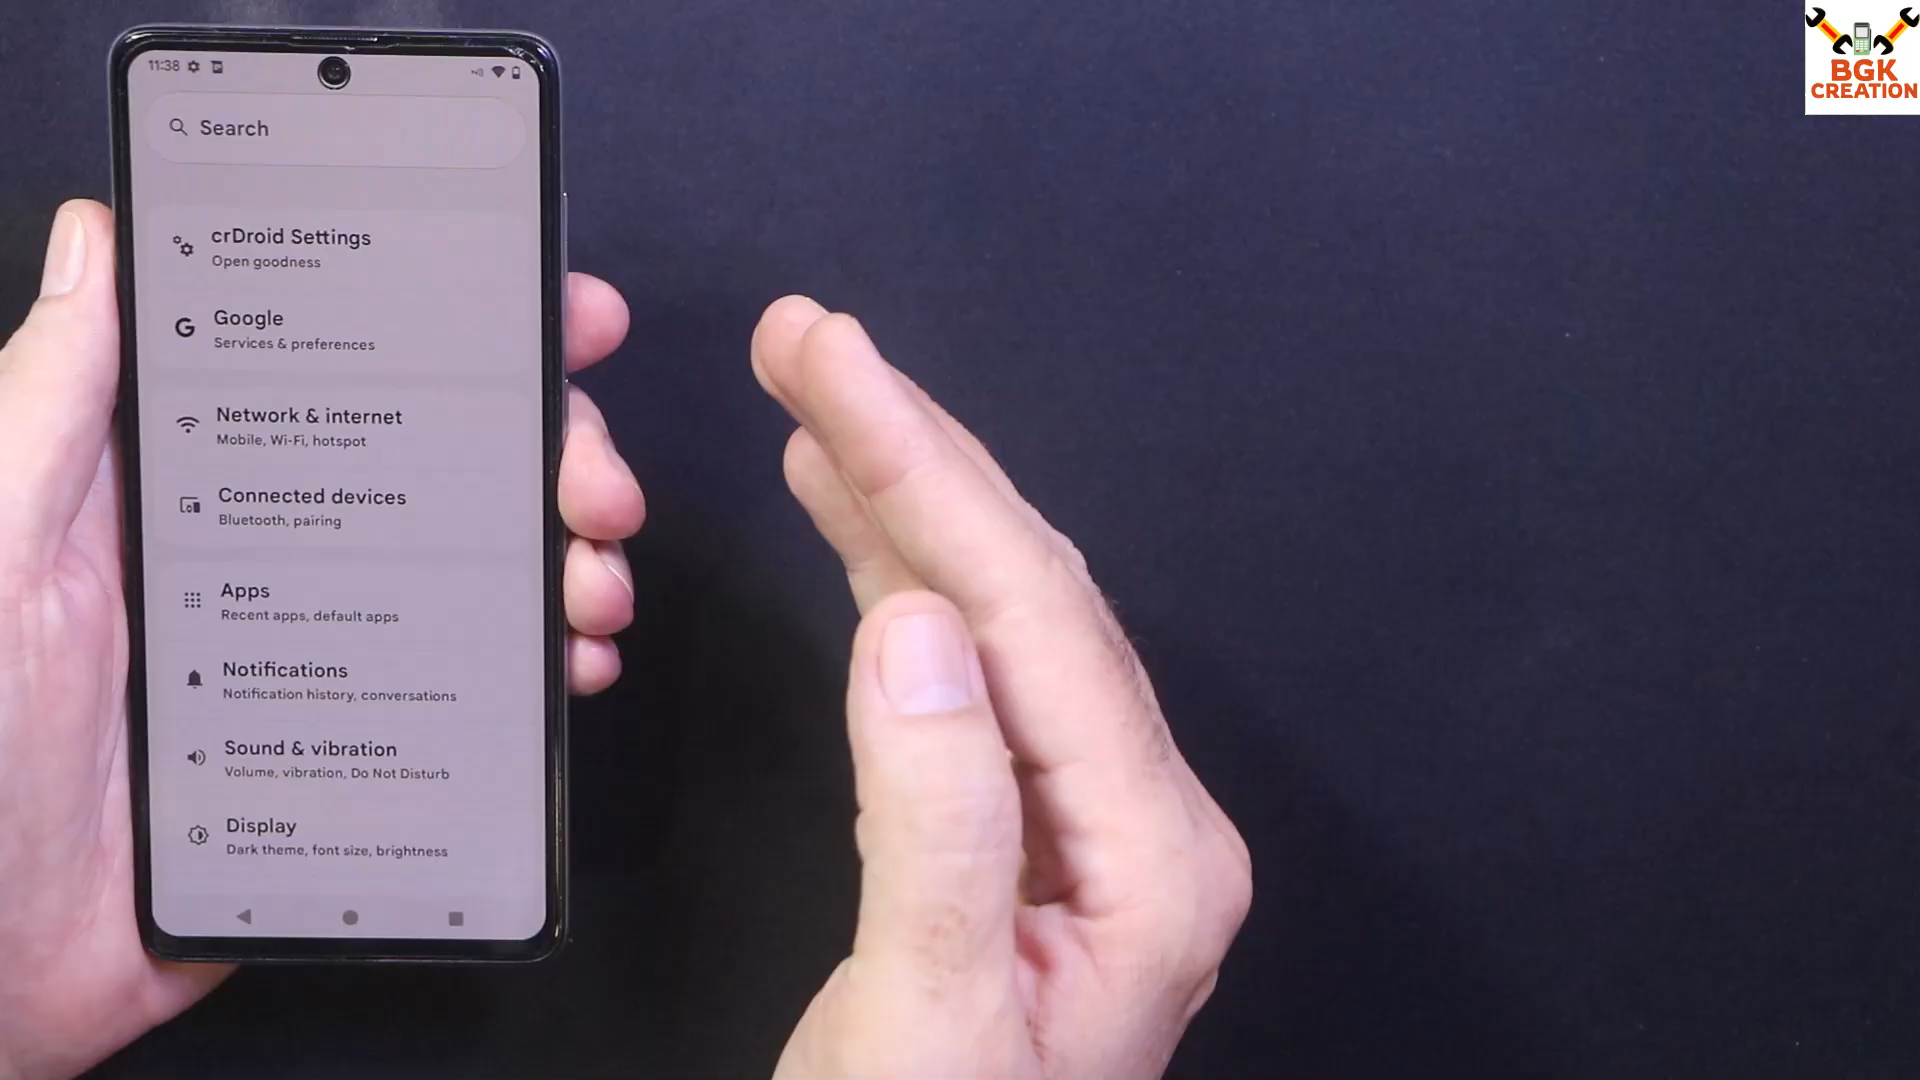 11:38
BGK
CREATION
Search
crDroid Settings
Open goodness
Google
Services & preferences
Network & internet
Mobile, Wi-Fi, hotspot
Connected devices
Bluetooth, pairing
Apps
Recent apps, default apps
Notifications
Notification history, conversations
Sound & vibration
Volume, vibration, Do Not Disturb
Display
Dark theme, font size, brightness